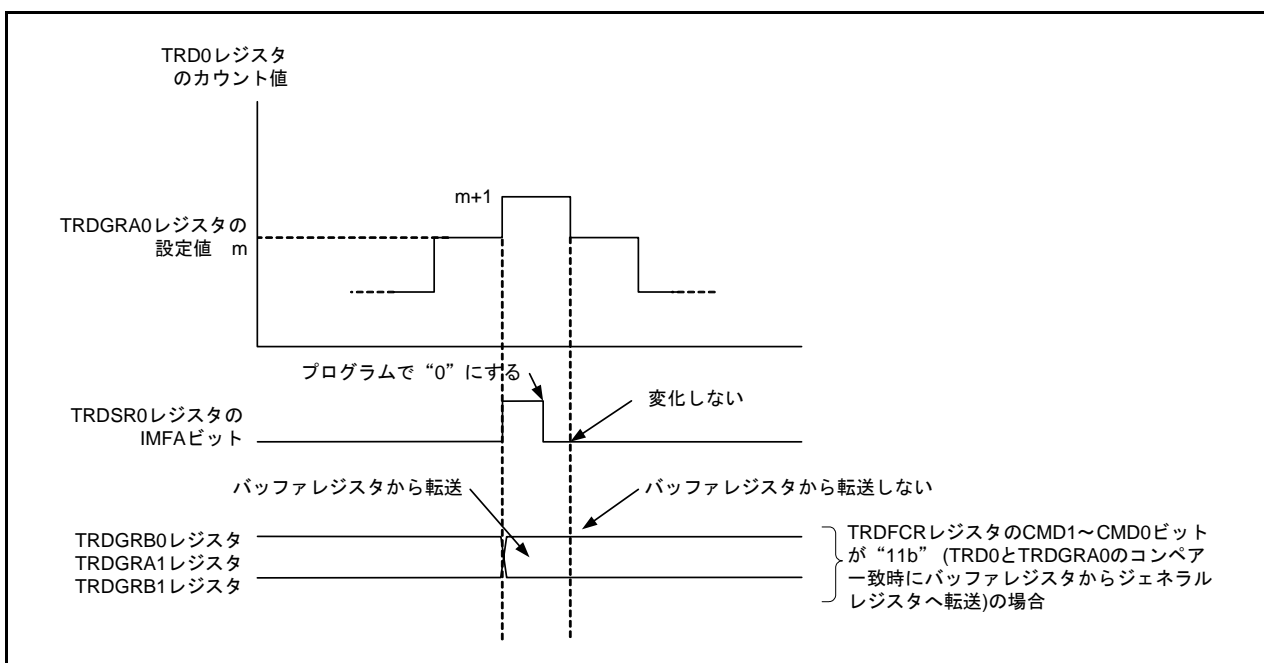 TRD0レジスタ
のカウント値
m+1
TRDGRA0レジスタの
設定値 m
プログラムで“0”にする
変化しない
TRDSR0レジスタの
IMFAビット
バッファレジスタから転送
バッファレジスタから転送しない
TRDGRB0レジスタ
TRDGRA1レジスタ
TRDGRB1レジスタ
TRDFCRレジスタのCMD1～CMD0ビット
が“11b” (TRD0とTRDGRA0のコンペア
一致時にバッファレジスタからジェネラル
レジスタへ転送)の場合